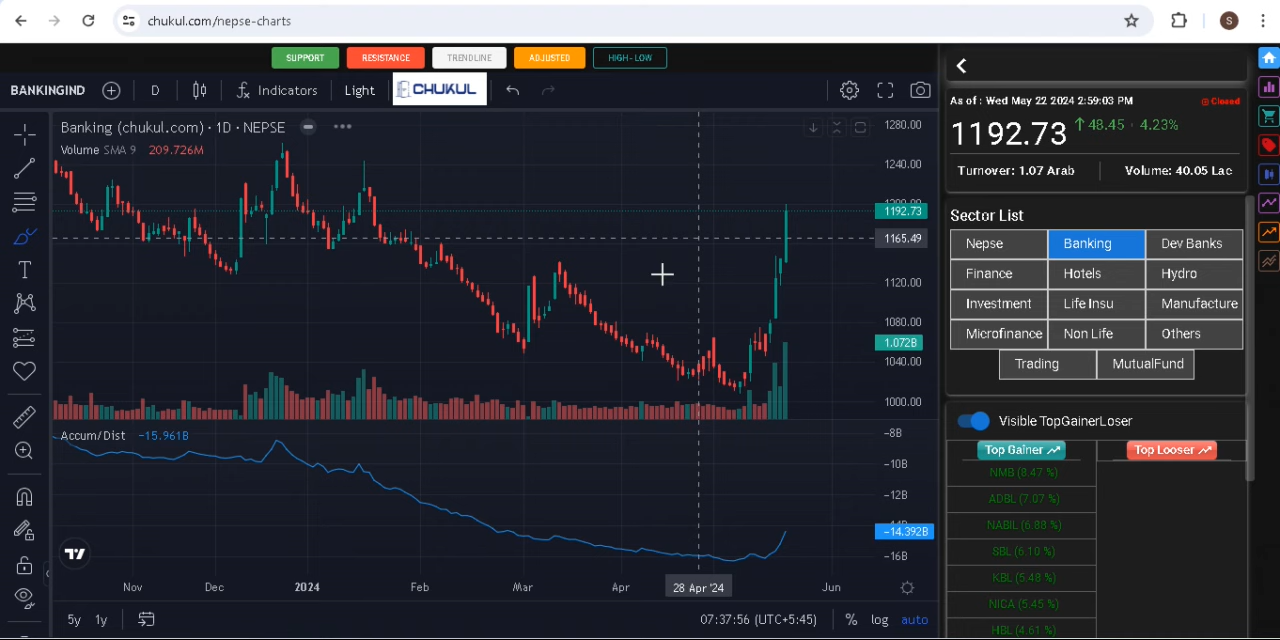 chukul.com/nepse-charts
S
SUPPORT RESISTANCE TRENDLINE ADJUSTED HIGH - LOW
BANKINGIND D Indicators Light CHUKUL
Banking (chukul.com) · 1D · NEPSE
Volume SMA 9 209.726M
1280.00
1240.00
1200.00
1192.73
1165.49
1120.00
1080.00
1.072B
1040.00
1000.00
Accum/Dist −15.961B
−8B
−10B
−12B
−14B
−14.392B
−16B
Nov Dec 2024 Feb Mar Apr 28 Apr '24 Jun
5y 1y 07:37:56 (UTC+5:45) % log auto
As of : Wed May 22 2024 2:59:03 PM Closed
1192.73 48.45 · 4.23%
Turnover: 1.07 Arab Volume: 40.05 Lac
Sector List
Nepse Banking Dev Banks
Finance Hotels Hydro
Investment Life Insu Manufacture
Microfinance Non Life Others
Trading MutualFund
Visible TopGainerLoser
Top Gainer Top Looser
NMB (8.47 %)
ADBL (7.07 %)
NABIL (6.88 %)
SBL (6.10 %)
KBL (5.48 %)
NICA (5.45 %)
HBL (4.61 %)